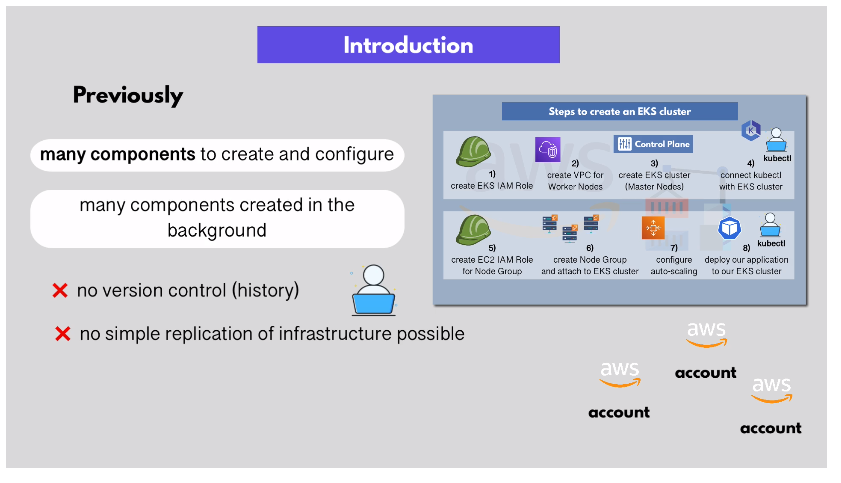 Introduction
Previously
many components to create and configure
many components created in the
background
❌ no version control (history)
❌ no simple replication of infrastructure possible
Steps to create an EKS cluster
aws
Control Plane
kubectl
1)
create EKS IAM Role
2)
create VPC for
Worker Nodes
3)
create EKS cluster
(Master Nodes)
4)
connect kubectl
with EKS cluster
kubectl
5)
create EC2 IAM Role
for Node Group
6)
create Node Group
and attach to EKS cluster
7)
configure
auto-scaling
8)
deploy our application
to our EKS cluster
aws
account
aws
account
aws
account